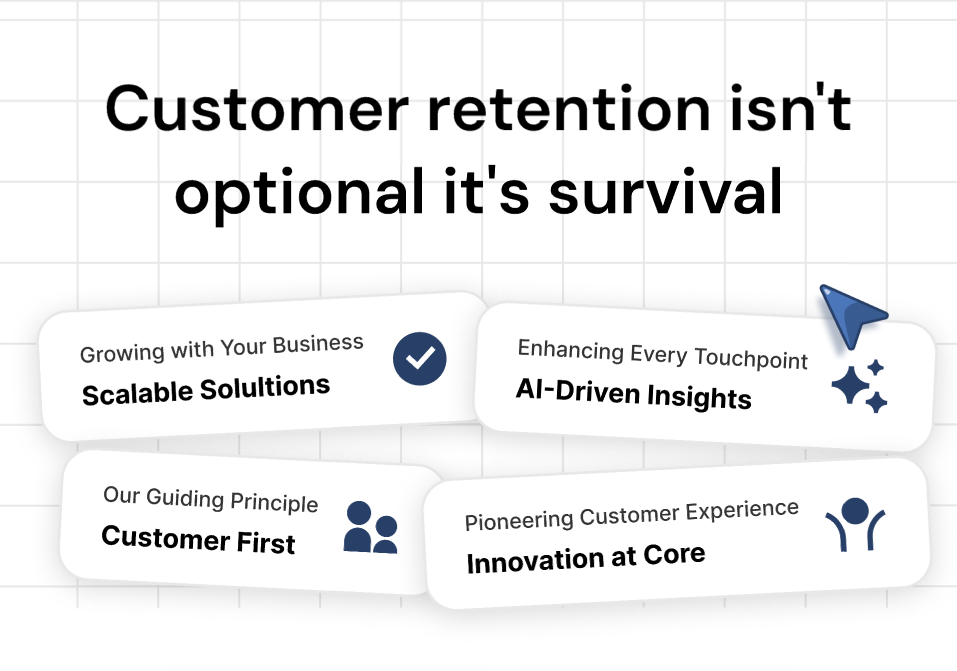 Customer retention isn't
optional it's survival
Growing with Your Business
Scalable Solultions
Enhancing Every Touchpoint
AI-Driven Insights
Our Guiding Principle
Customer First
Pioneering Customer Experience
Innovation at Core